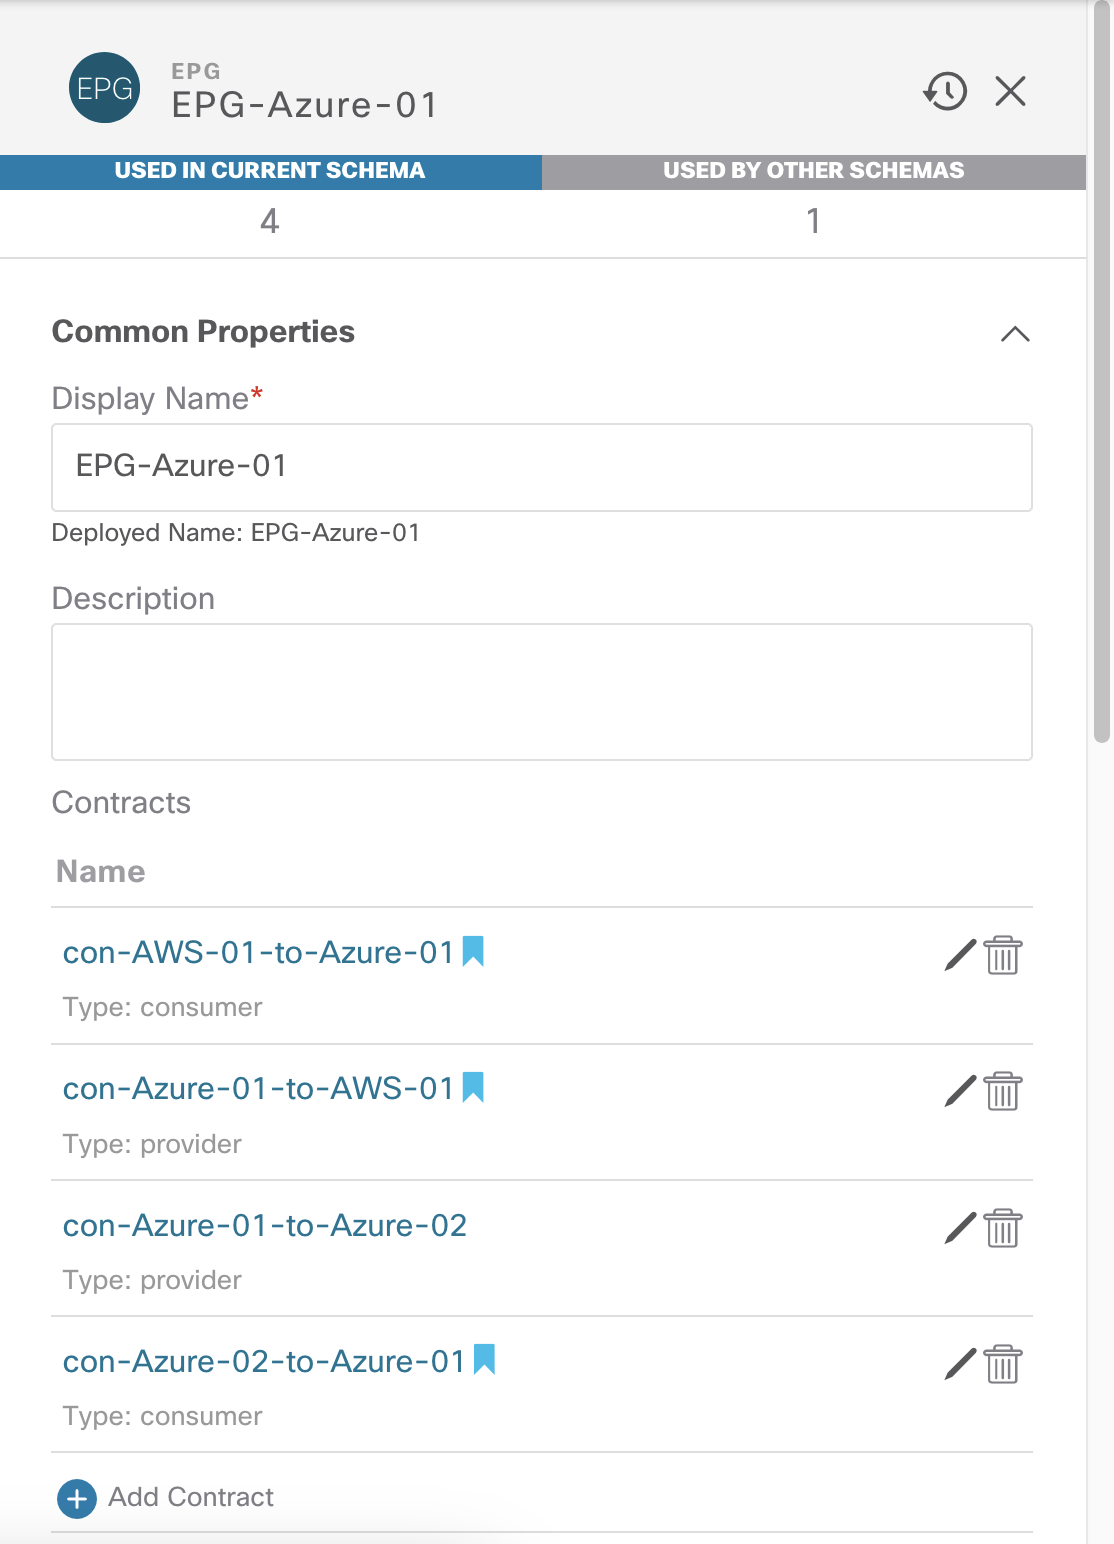 EPG
EPG
EPG-Azure-01
USED IN CURRENT SCHEMA
USED BY OTHER SCHEMAS
4
1
Common Properties
Display Name*
EPG-Azure-01
Deployed Name: EPG-Azure-01
Description
Contracts
Name
con-AWS-01-to-Azure-01
Type: consumer
con-Azure-01-to-AWS-01
Type: provider
con-Azure-01-to-Azure-02
Type: provider
con-Azure-02-to-Azure-01
Type: consumer
Add Contract